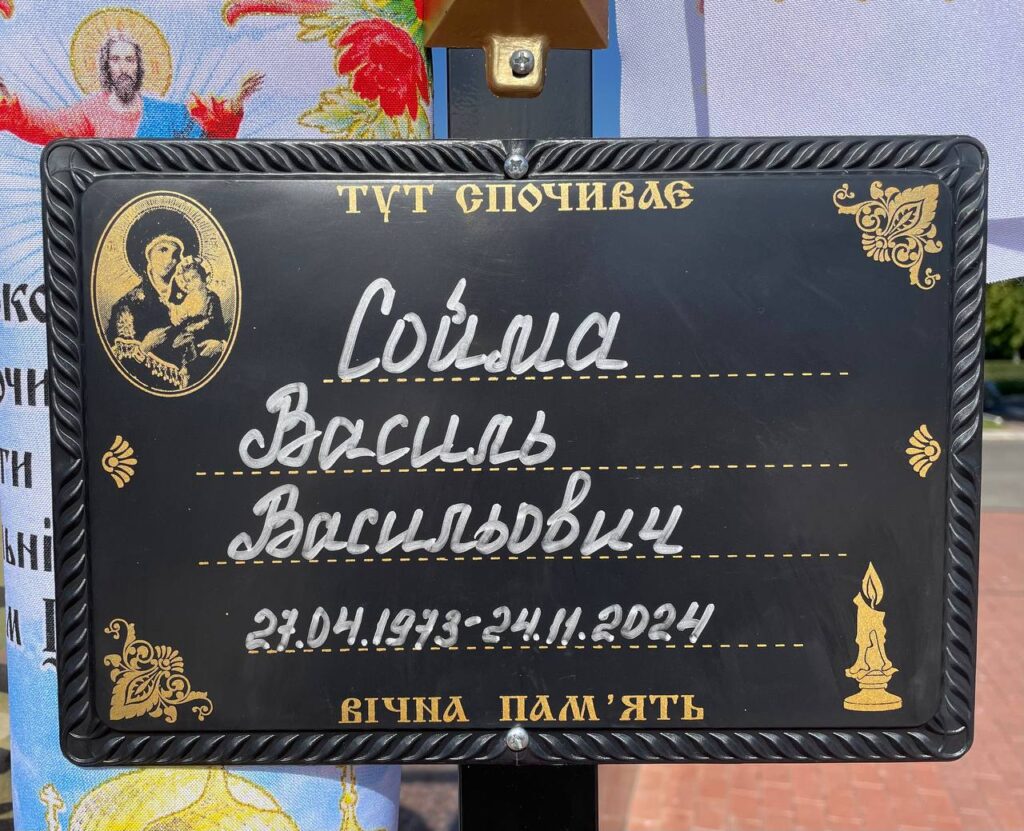 ТУТ СПОЧИВАЄ
Сойма
Василь
Васильович
27.04.1973-24.11.2024
ВІЧНА ПАМ'ЯТЬ